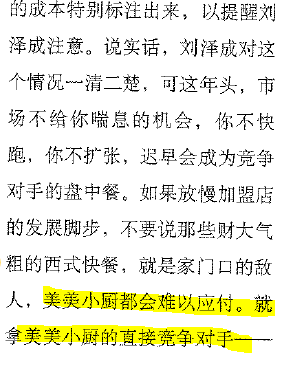 的成本特别标注出来，以提醒刘
泽成注意。说实话，刘泽成对这
个情况一清二楚，可这年头，市
场不给你喘息的机会，你不快
跑，你不扩张，迟早会成为竞争
对手的盘中餐。如果放慢加盟店
的发展脚步，不要说那些财大气
粗的西式快餐，就是家门口的敌
人，美美小厨都会难以应付。就
拿美美小厨的直接竞争对手——